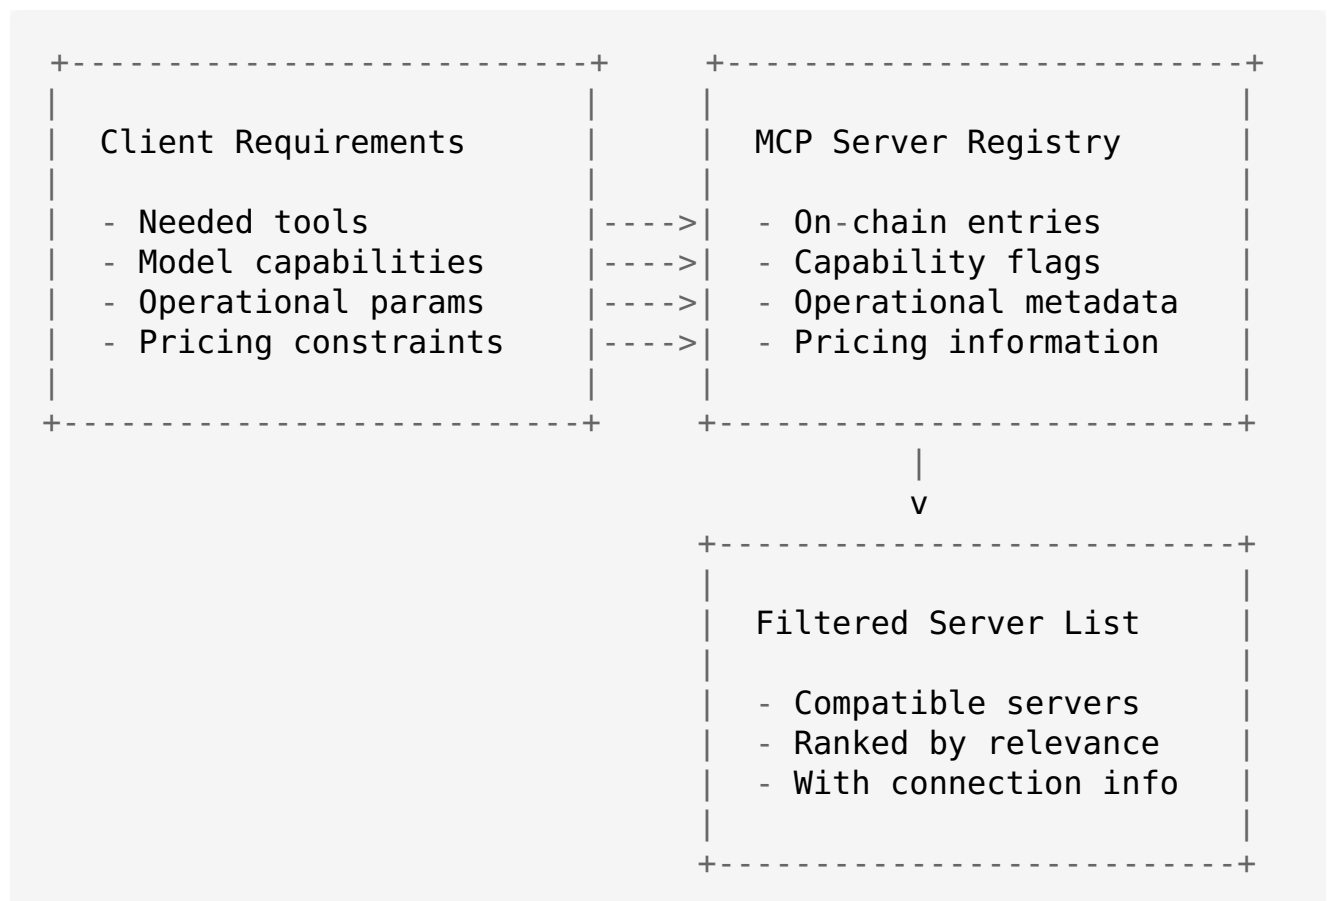 +---------------------------+     +---------------------------+
|                           |     |                           |
|  Client Requirements      |     |  MCP Server Registry      |
|                           |     |                           |
|  - Needed tools           |---->|  - On-chain entries       |
|  - Model capabilities     |---->|  - Capability flags       |
|  - Operational params     |---->|  - Operational metadata   |
|  - Pricing constraints    |---->|  - Pricing information    |
|                           |     |                           |
+---------------------------+     +---------------------------+
                                             |
                                             v
                                  +---------------------------+
                                  |                           |
                                  |  Filtered Server List     |
                                  |                           |
                                  |  - Compatible servers     |
                                  |  - Ranked by relevance    |
                                  |  - With connection info   |
                                  |                           |
                                  +---------------------------+